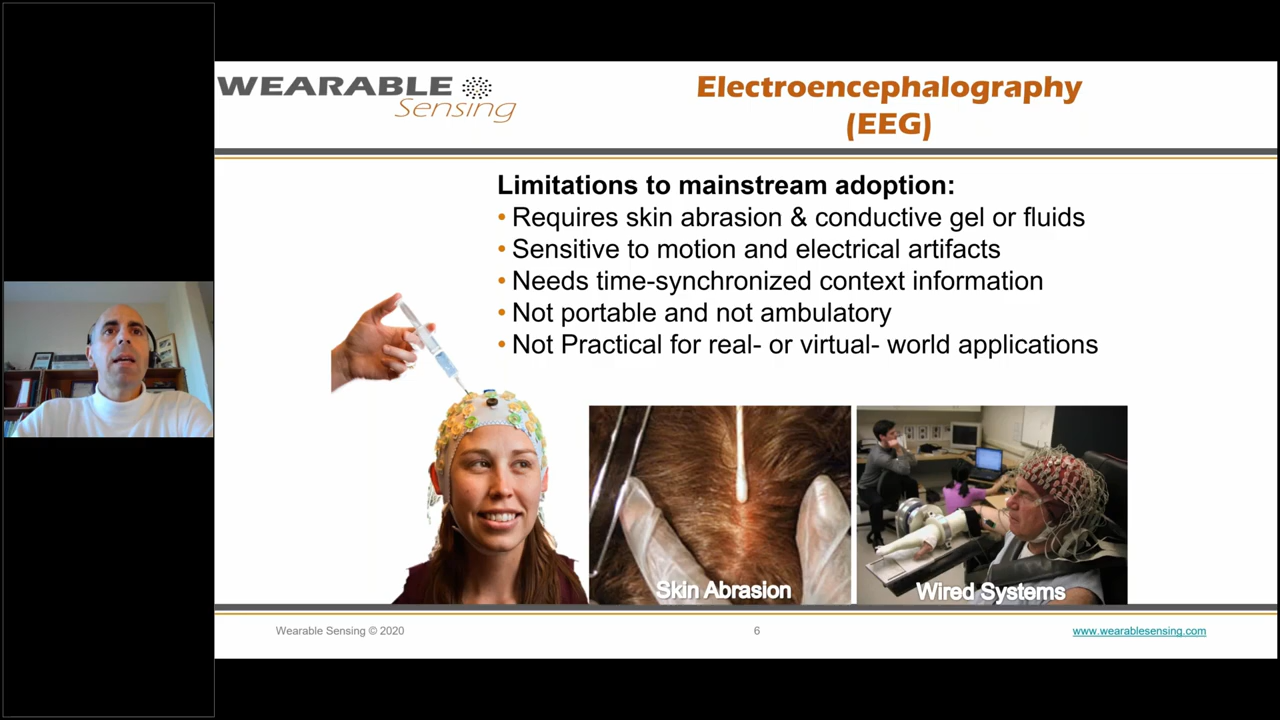 WEARABLE
Sensing
Electroencephalography
(EEG)
Limitations to mainstream adoption:
• Requires skin abrasion & conductive gel or fluids
• Sensitive to motion and electrical artifacts
• Needs time-synchronized context information
• Not portable and not ambulatory
• Not Practical for real- or virtual- world applications
Skin Abrasion
Wired Systems
Wearable Sensing © 2020
6
www.wearablesensing.com